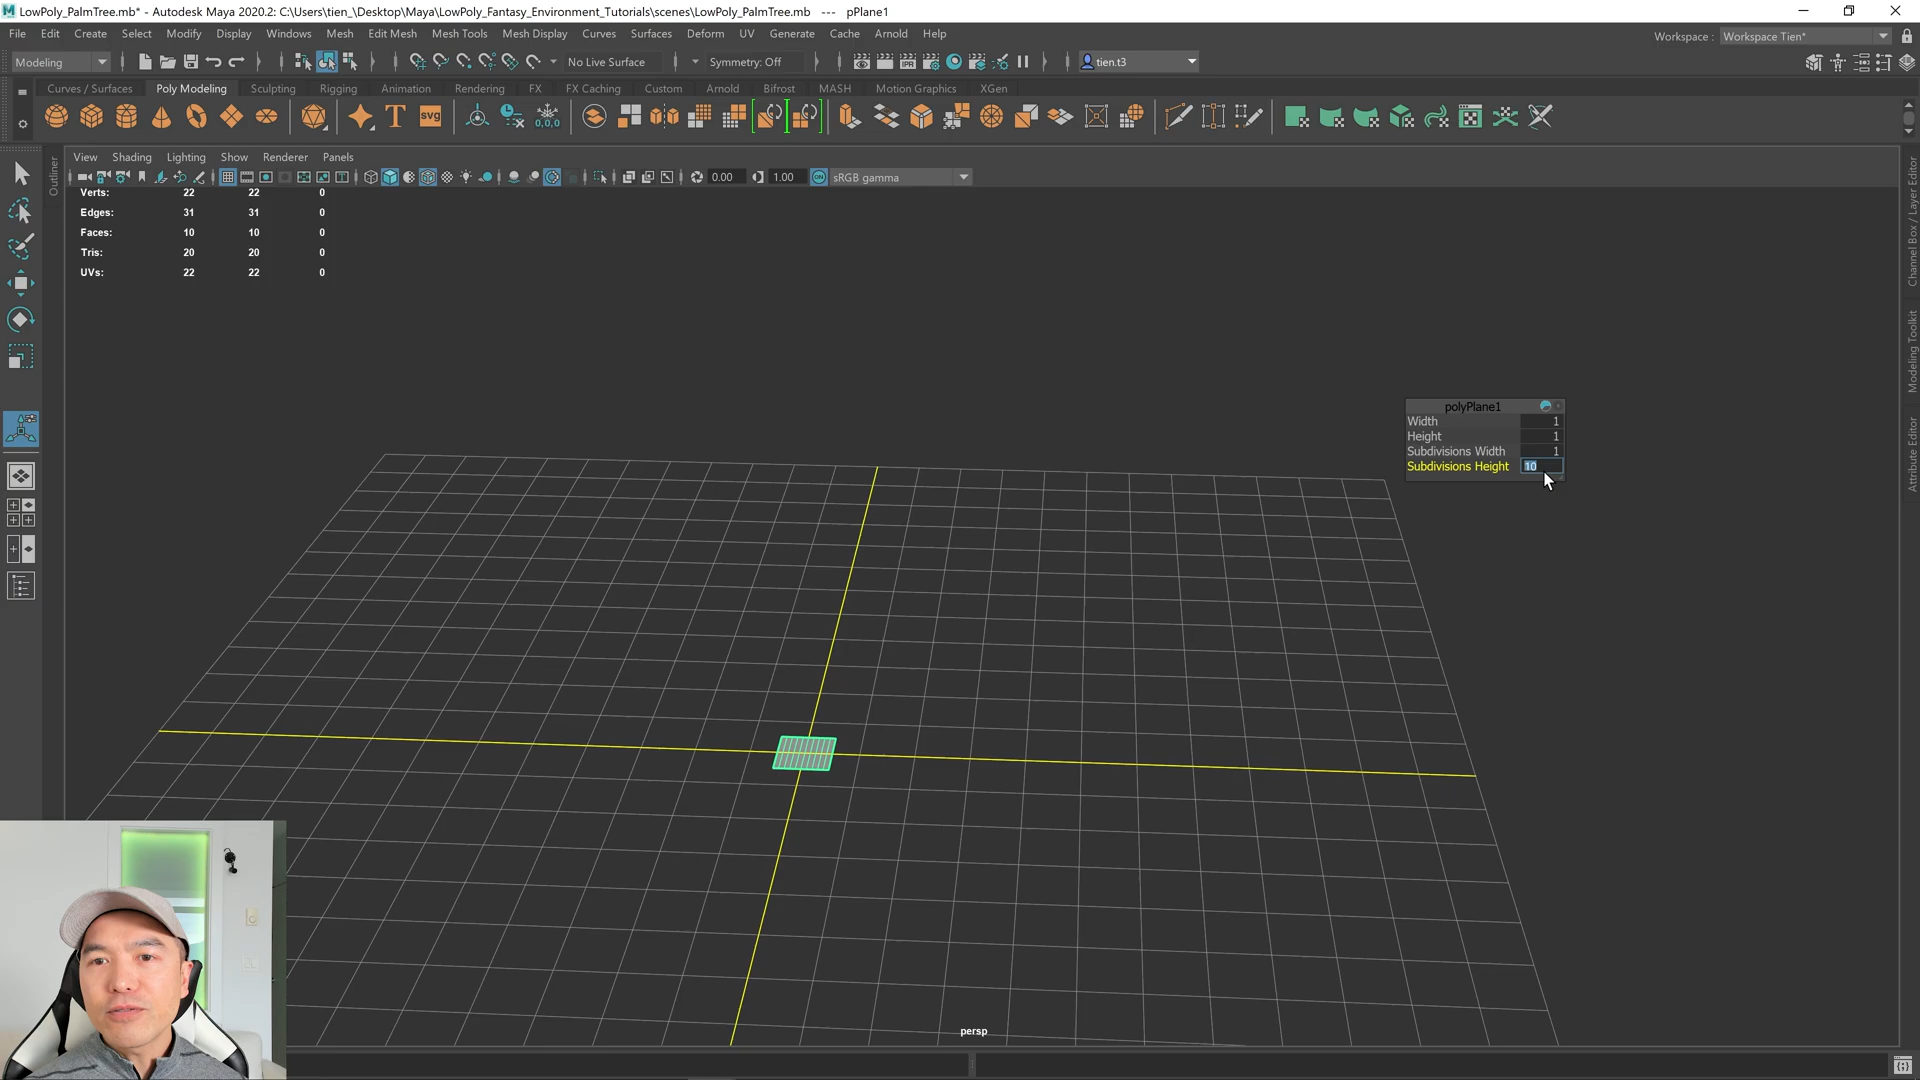 LowPoly_PalmTree.mb* - Autodesk Maya 2020.2: C:\Users\tien_\Desktop\Maya\LowPoly_Fantasy_Environment_Tutorials\scenes\LowPoly_PalmTree.mb --- pPlane1
File Edit Create Select Modify Display Windows Mesh Edit Mesh Mesh Tools Mesh Display Curves Surfaces Deform UV Generate Cache Arnold Help
Workspace : Workspace Tien*
Modeling No Live Surface Symmetry: Off tien.t3
Curves / Surfaces Poly Modeling Sculpting Rigging Animation Rendering FX FX Caching Custom Arnold Bifrost MASH Motion Graphics XGen
T svg 0,0,0
View Shading Lighting Show Renderer Panels
0.00 1.00 ON sRGB gamma
Outliner
Verts: 22 22 0
Edges: 31 31 0
Faces: 10 10 0
Tris: 20 20 0
UVs: 22 22 0
polyPlane1
Width 1
Height 1
Subdivisions Width 1
Subdivisions Height 10
Channel Box / Layer Editor
Modeling Toolkit
Attribute Editor
persp